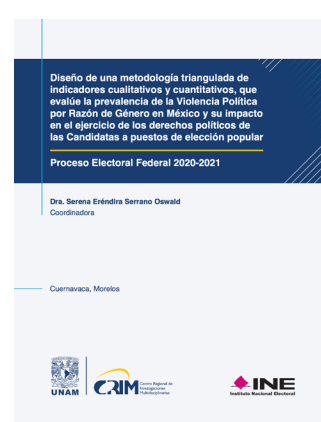 Diseño de una metodología triangulada de
indicadores cualitativos y cuantitativos, que
evalúe la prevalencia de la Violencia Política
por Razón de Género en México y su impacto
en el ejercicio de los derechos políticos de
las Candidatas a puestos de elección popular
Proceso Electoral Federal 2020-2021
Dra. Serena Eréndira Serrano Oswald
Coordinadora
Cuernavaca, Morelos
UNAM
CRIM
Centro Regional de
Investigaciones
Multidisciplinarias
INE
Instituto Nacional Electoral